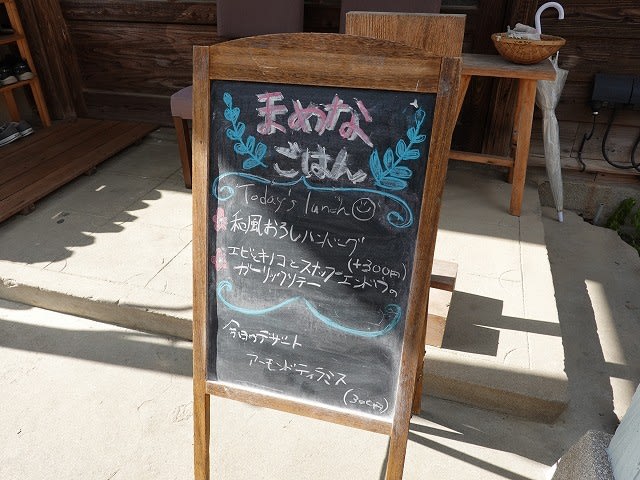 まめな
ごはん。
Today's lunch
和風おろしハンバーグ
(+300円)
エビときノコとスナップエンドウの
ガーリックソテー
今日のデザート
アーモンドティラミス
(300円)